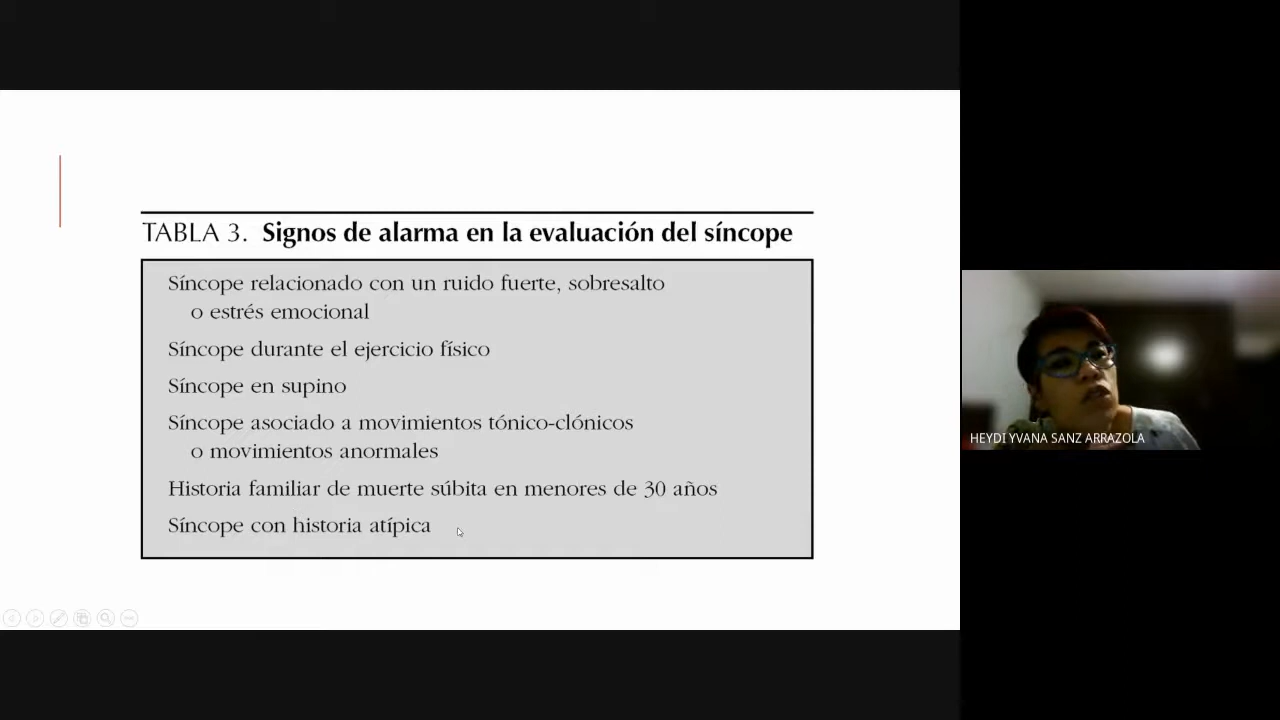 TABLA 3. Signos de alarma en la evaluación del síncope
Síncope relacionado con un ruido fuerte, sobresalto
o estrés emocional
Síncope durante el ejercicio físico
Síncope en supino
Síncope asociado a movimientos tónico-clónicos
o movimientos anormales
Historia familiar de muerte súbita en menores de 30 años
Síncope con historia atípica
HEYDI YVANA SANZ ARRAZOLA